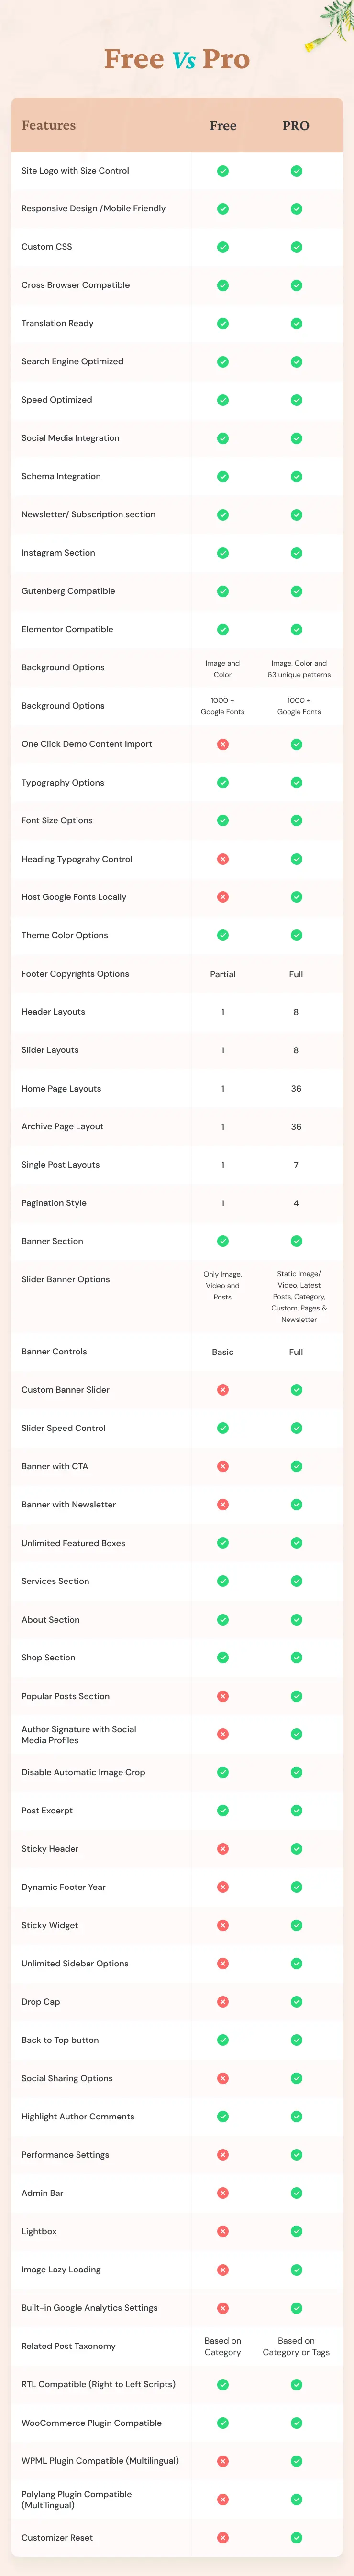 Free Vs Pro
Features Free PRO
Site Logo with Size Control
Responsive Design /Mobile Friendly
Custom CSS
Cross Browser Compatible
Translation Ready
Search Engine Optimized
Speed Optimized
Social Media Integration
Schema Integration
Newsletter/ Subscription section
Instagram Section
Gutenberg Compatible
Elementor Compatible
Background Options
Image and
Color
Image, Color and
63 unique patterns
Background Options
1000 +
Google Fonts
1000 +
Google Fonts
One Click Demo Content Import
Typography Options
Font Size Options
Heading Typograhy Control
Host Google Fonts Locally
Theme Color Options
Footer Copyrights Options Partial Full
Header Layouts 1 8
Slider Layouts 1 8
Home Page Layouts 1 36
Archive Page Layout 1 36
Single Post Layouts 1 7
Pagination Style 1 4
Banner Section
Slider Banner Options
Only Image,
Video and
Posts
Static Image/
Video, Latest
Posts, Category,
Custom, Pages &
Newsletter
Banner Controls Basic Full
Custom Banner Slider
Slider Speed Control
Banner with CTA
Banner with Newsletter
Unlimited Featured Boxes
Services Section
About Section
Shop Section
Popular Posts Section
Author Signature with Social
Media Profiles
Disable Automatic Image Crop
Post Excerpt
Sticky Header
Dynamic Footer Year
Sticky Widget
Unlimited Sidebar Options
Drop Cap
Back to Top button
Social Sharing Options
Highlight Author Comments
Performance Settings
Admin Bar
Lightbox
Image Lazy Loading
Built-in Google Analytics Settings
Related Post Taxonomy
Based on
Category
Based on
Category or Tags
RTL Compatible (Right to Left Scripts)
WooCommerce Plugin Compatible
WPML Plugin Compatible (Multilingual)
Polylang Plugin Compatible
(Multilingual)
Customizer Reset